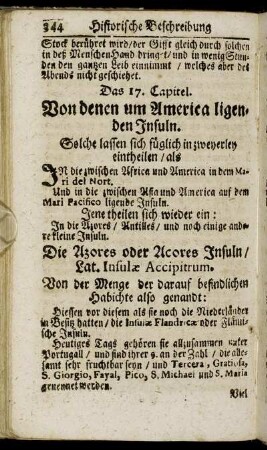 344 Historische Beschreibung
Stock berühret wird/der Gifft gleich durch solchen
in deß Menschen Hand dringet/ und in wenig Stun-
den den gantzen Leib einnimmt / welches aber des
Abends nicht geschiehet.
Das 17. Capitel.
Von denen um America ligen-
den Insuln.
Solche lassen sich füglich in zweyerley
eintheilen/als
IN die zwischen Africa und America in dem Ma-
ri del Nort.
Und in die zwischen Asia und America auf dem
Mari Pacifico ligende Insuln.
Jene theilen sich wieder ein:
In die Azores/ Antilles/ und noch einige ande-
re kleine Insuln.
Die Azores oder Acores Insuln/
Lat. Insulæ Accipitrum.
Von der Menge der darauf befindlichen
Habichte also genant:
Hiessen vor diesem als sie noch die Niederländer
in Besitz hatten / die Insulæ Flandricæ oder Flämi-
sche Insuln.
Heutiges Tags gehören sie allzusammen unter
Portugall / und sind ihrer 9. an der Zahl / die alle-
samt sehr fruchtbar seyn / und Tercera, Gratiosa,
S. Giorgio, Fayal, Pico, S. Michael und S. Maria
genennet werden.
Viel